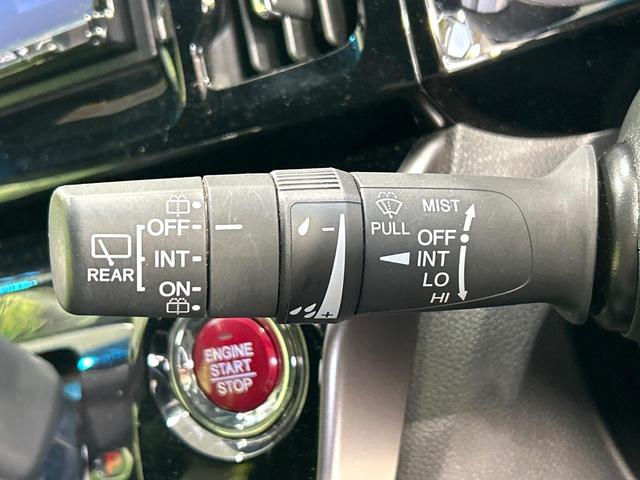 REAR
OFF
INT
ON
− +
PULL
MIST
OFF
INT
LO
HI
ENGINE
START
STOP